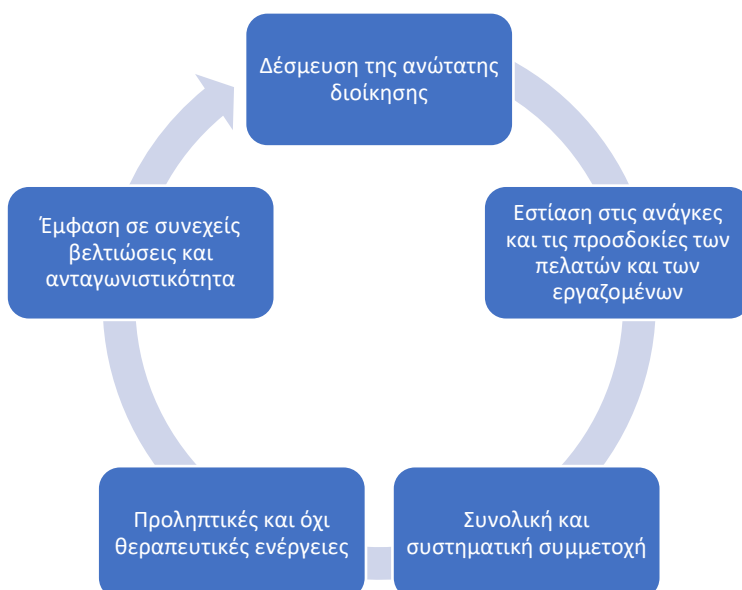 Δέσμευση της ανώτατης
διοίκησης
Εστίαση στις ανάγκες
και τις προσδοκίες των
πελατών και των
εργαζομένων
Συνολική και
συστηματική συμμετοχή
Προληπτικές και όχι
θεραπευτικές ενέργειες
Έμφαση σε συνεχείς
βελτιώσεις και
ανταγωνιστικότητα